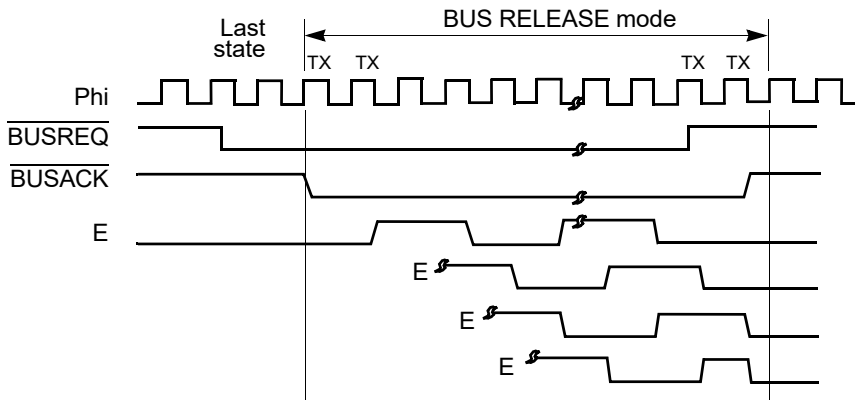 BUS RELEASE mode
Last
state
TX TX TX TX
Phi
BUSREQ
BUSACK
E
E
E
E